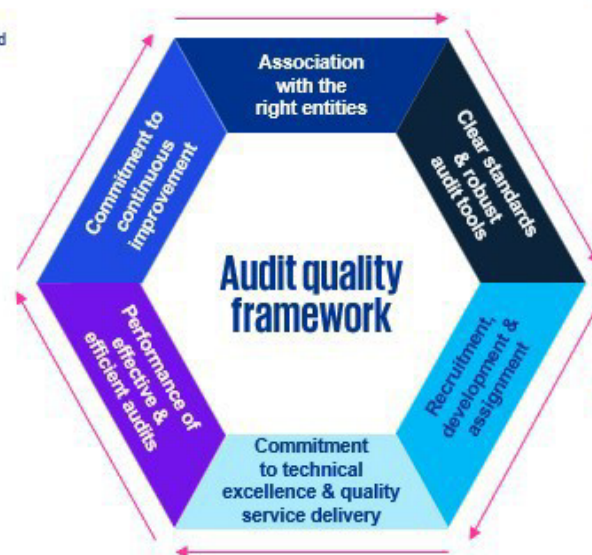 Association
with the
right entities
Clear standards
& robust
audit tools
Recruitment,
development &
assignment
Commitment
to technical
excellence & quality
service delivery
Performance of
effective &
efficient audits
Commitment to
continuous
improvement
Audit quality
framework